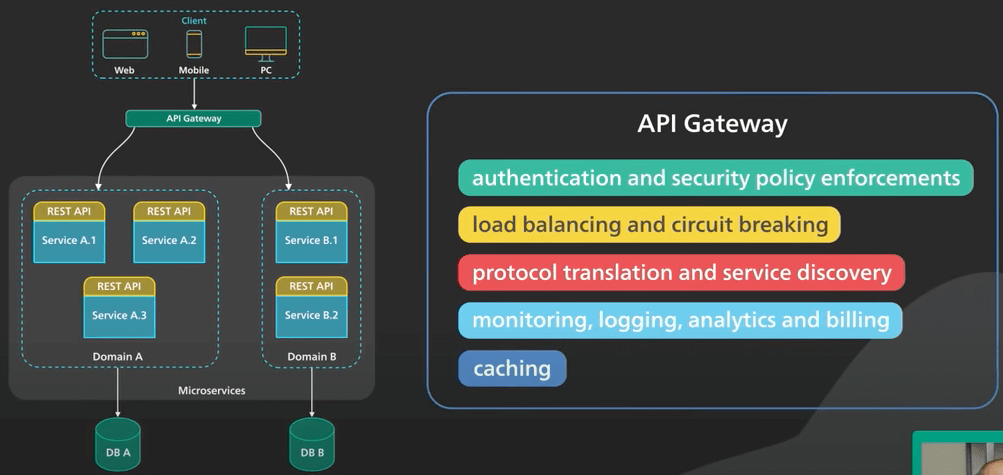 Client
Web
Mobile
PC
API Gateway
REST API
REST API
Service A.1
Service A.2
REST API
Service A.3
Domain A
REST API
Service B.1
REST API
Service B.2
Domain B
Microservices
DB A
DB B
API Gateway
authentication and security policy enforcements
load balancing and circuit breaking
protocol translation and service discovery
monitoring, logging, analytics and billing
caching